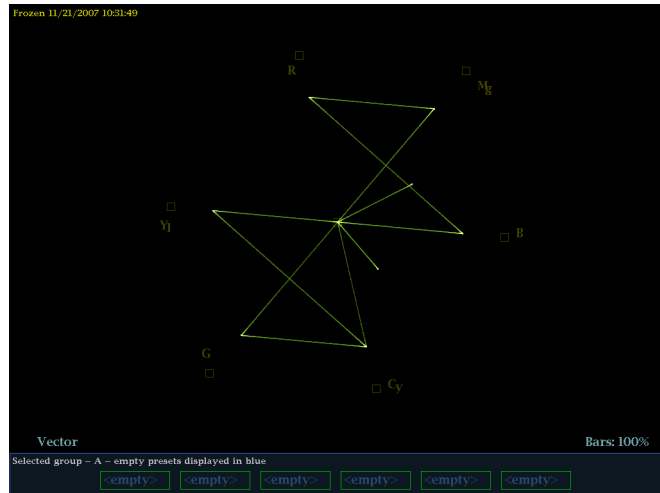 Frozen 11/21/2007 10:31:49
R
Mg
Yl
B
G
Cy
Vector
Bars: 100%
Selected group – A – empty presets displayed in blue
<empty> <empty> <empty> <empty> <empty> <empty>